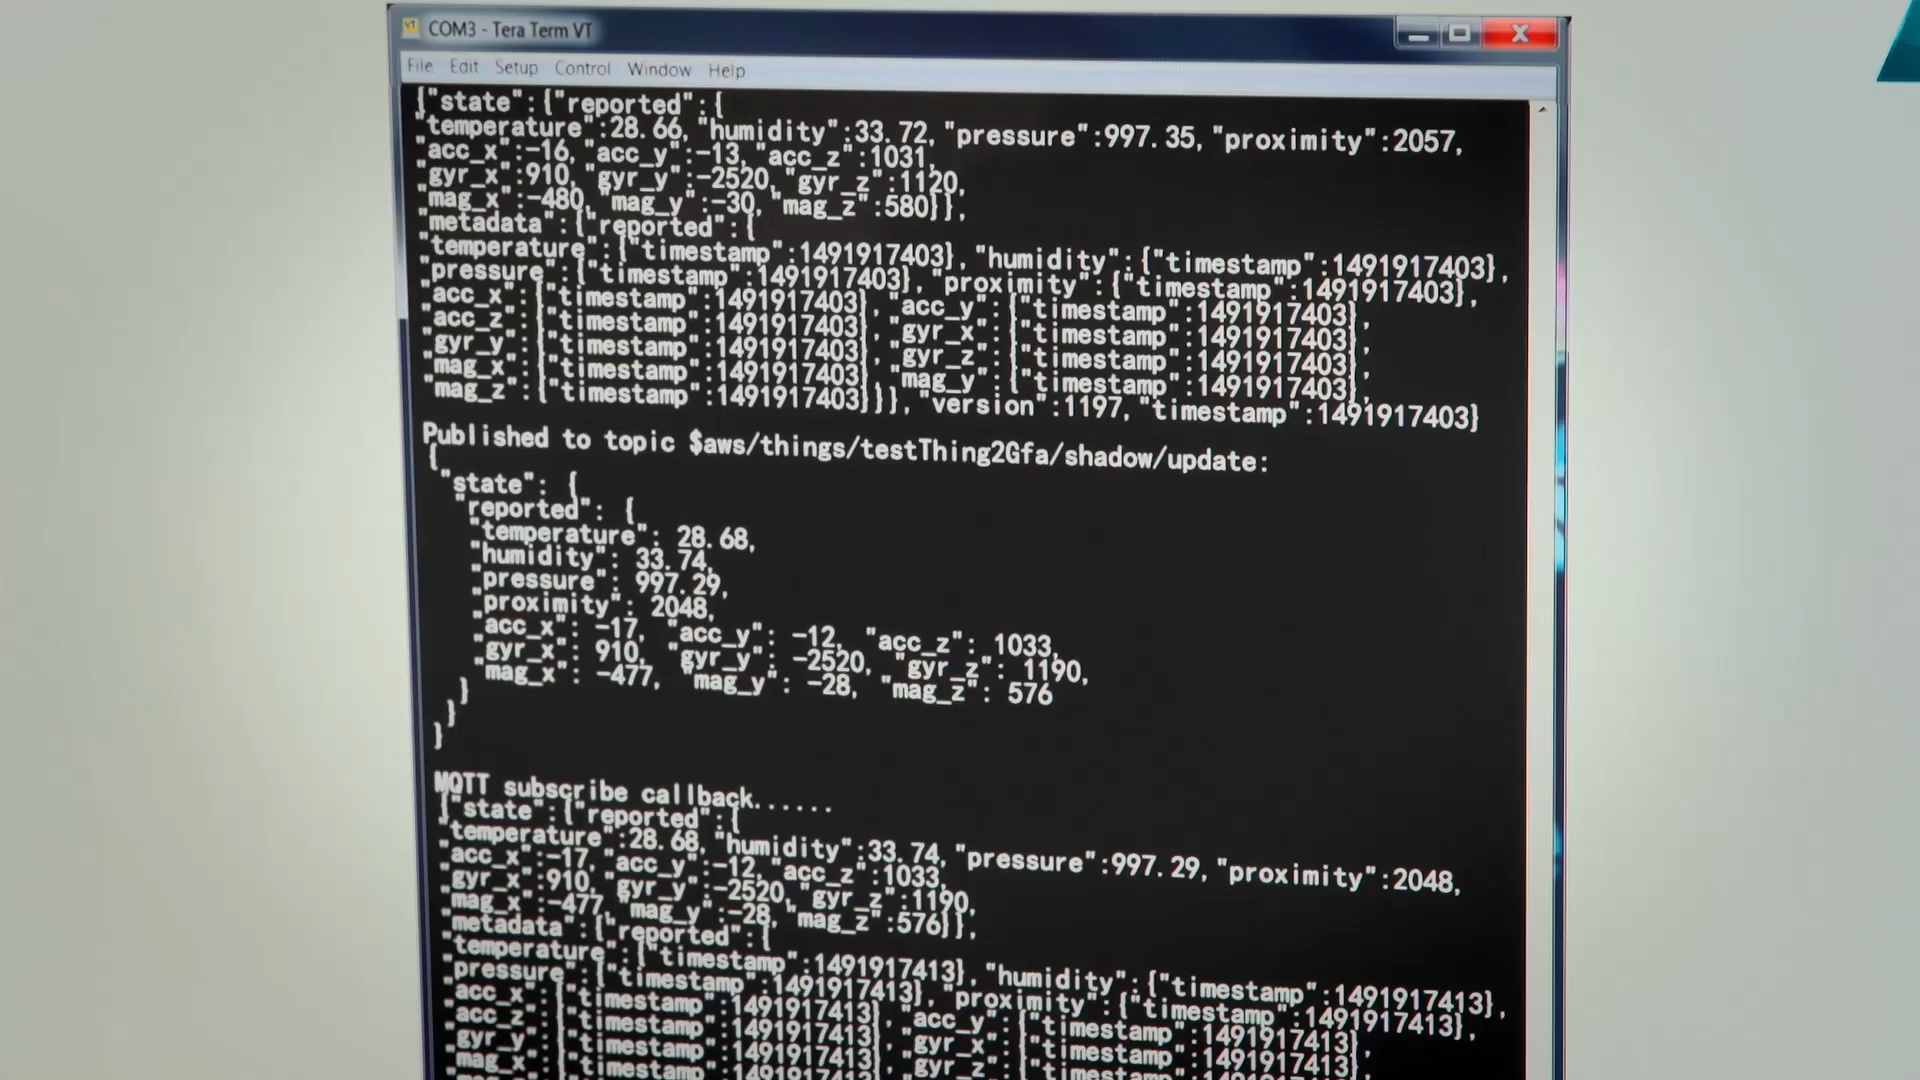 COM3 - Tera Term VT
File Edit Setup Control Window Help
{"state":{"reported":{
"temperature":28.66,"humidity":33.72,"pressure":997.35,"proximity":2057,
"acc_x":-16,"acc_y":-13,"acc_z":1031,
"gyr_x":910,"gyr_y":-2520,"gyr_z":1120,
"mag_x":-480,"mag_y":-30,"mag_z":580}},
"metadata":{"reported":{
"temperature":{"timestamp":1491917403},"humidity":{"timestamp":1491917403},
"pressure":{"timestamp":1491917403},"proximity":{"timestamp":1491917403},
"acc_x":{"timestamp":1491917403},"acc_y":{"timestamp":1491917403},
"acc_z":{"timestamp":1491917403},"gyr_x":{"timestamp":1491917403},
"gyr_y":{"timestamp":1491917403},"gyr_z":{"timestamp":1491917403},
"mag_x":{"timestamp":1491917403},"mag_y":{"timestamp":1491917403},
"mag_z":{"timestamp":1491917403}}},"version":1197,"timestamp":1491917403}
Published to topic $aws/things/testThing2Gfa/shadow/update:
{
"state": {
"reported": {
"temperature": 28.68,
"humidity": 33.74,
"pressure": 997.29,
"proximity": 2048,
"acc_x": -17, "acc_y": -12, "acc_z": 1033,
"gyr_x": 910, "gyr_y": -2520, "gyr_z": 1190,
"mag_x": -477, "mag_y": -28, "mag_z": 576
}
}
}
MQTT subscribe callback......
{"state":{"reported":{
"temperature":28.68,"humidity":33.74,"pressure":997.29,"proximity":2048,
"acc_x":-17,"acc_y":-12,"acc_z":1033,
"gyr_x":910,"gyr_y":-2520,"gyr_z":1190,
"mag_x":-477,"mag_y":-28,"mag_z":576}},
"metadata":{"reported":{
"temperature":{"timestamp":1491917413},"humidity":{"timestamp":1491917413},
"pressure":{"timestamp":1491917413},"proximity":{"timestamp":1491917413},
"acc_x":{"timestamp":1491917413},"acc_y":{"timestamp":1491917413},
"acc_z":{"timestamp":1491917413},"gyr_x":{"timestamp":1491917413},
"gyr_y":{"timestamp":1491917413},"gyr_z":{"timestamp":1491917413},
"mag_x":{"timestamp":1491917413